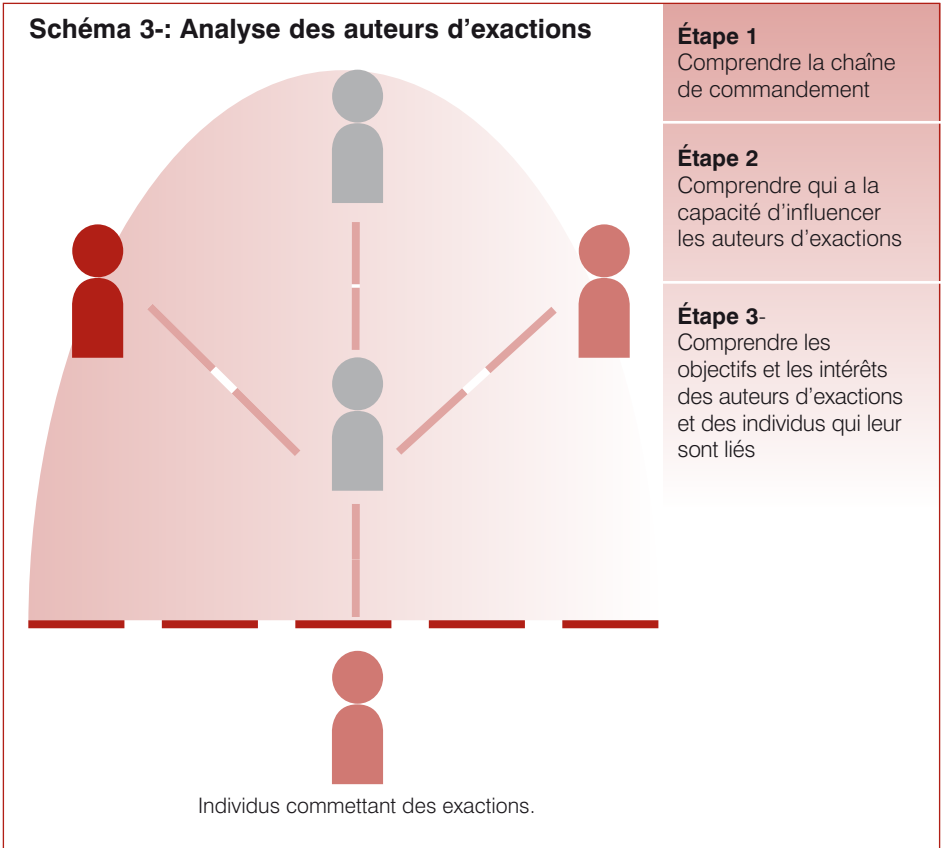 Schéma 3-: Analyse des auteurs d'exactions
Étape 1
Comprendre la chaîne
de commandement
Étape 2
Comprendre qui a la
capacité d'influencer
les auteurs d'exactions
Étape 3-
Comprendre les
objectifs et les intérêts
des auteurs d'exactions
et des individus qui leur
sont liés
Individus commettant des exactions.